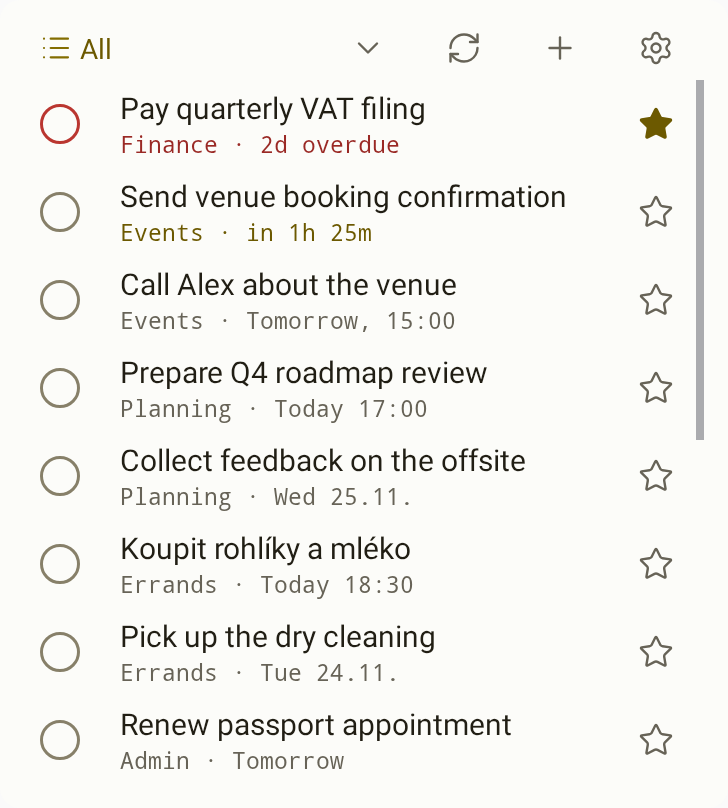 All
Pay quarterly VAT filing
Finance · 2d overdue
Send venue booking confirmation
Events · in 1h 25m
Call Alex about the venue
Events · Tomorrow, 15:00
Prepare Q4 roadmap review
Planning · Today 17:00
Collect feedback on the offsite
Planning · Wed 25.11.
Koupit rohlíky a mléko
Errands · Today 18:30
Pick up the dry cleaning
Errands · Tue 24.11.
Renew passport appointment
Admin · Tomorrow